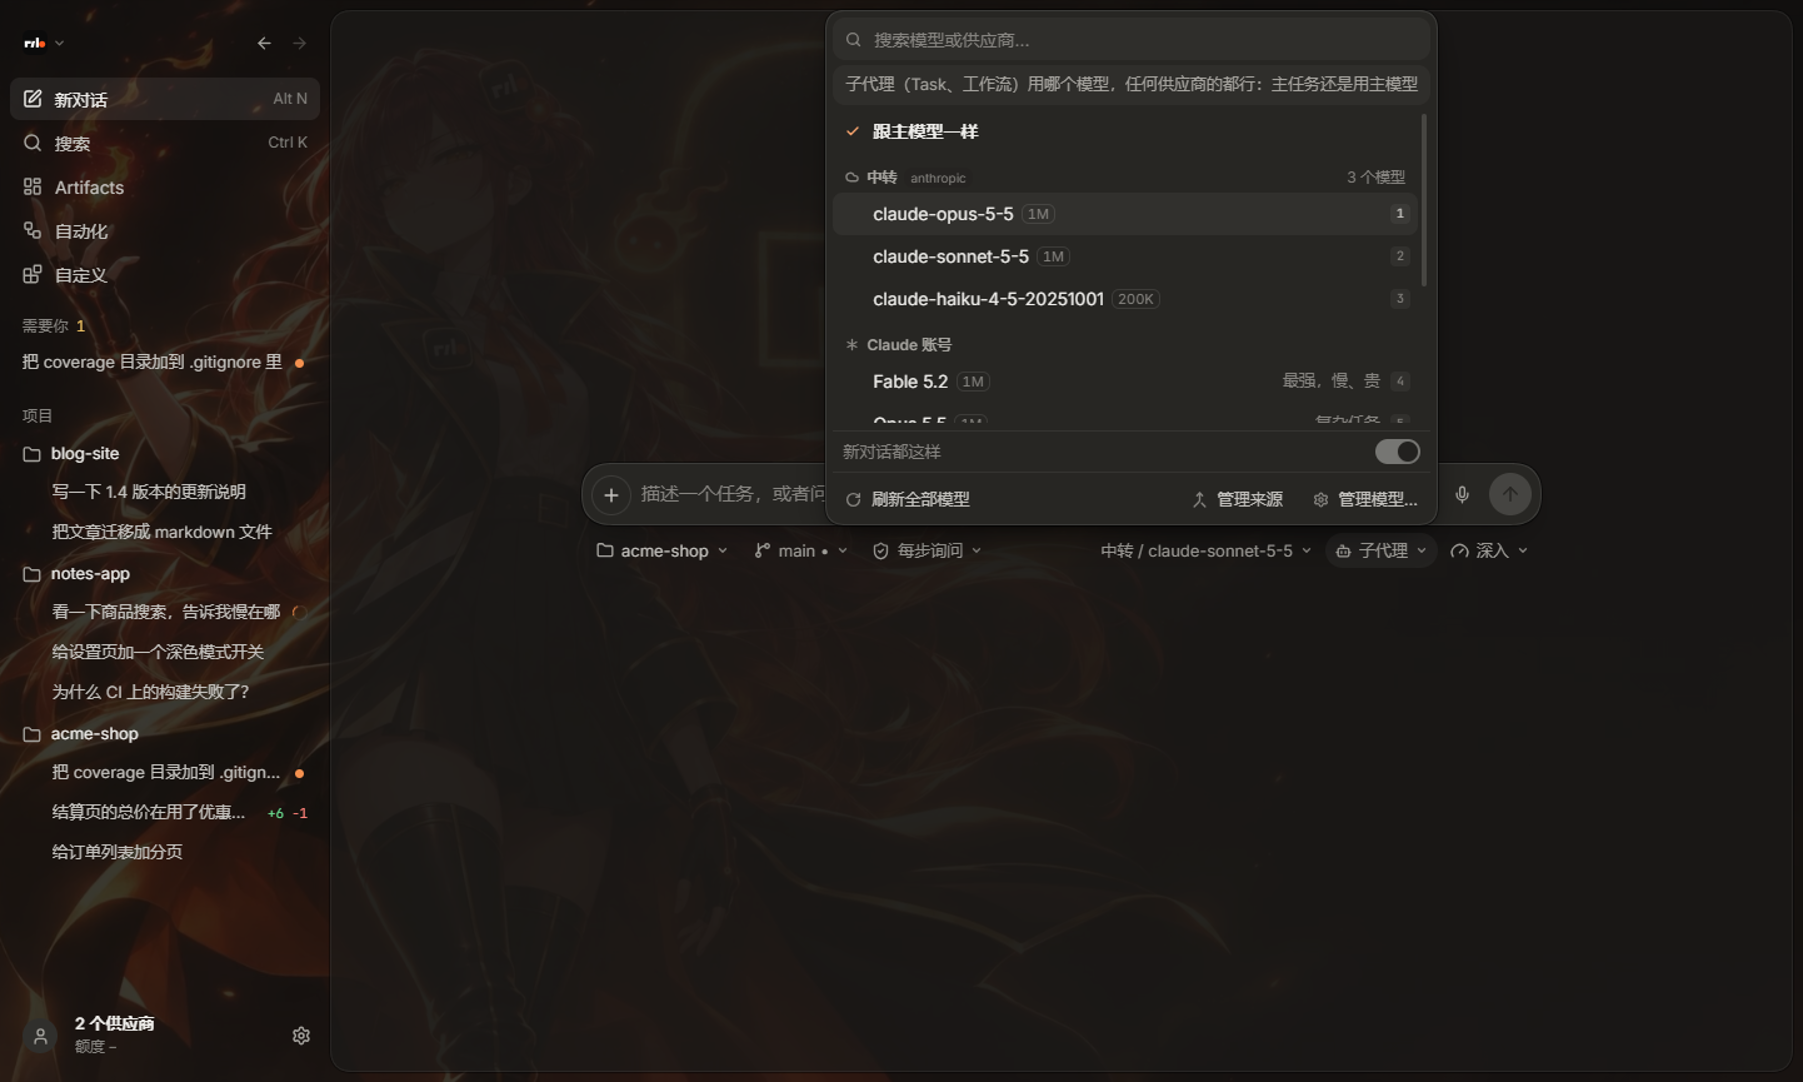 rrlo
新对话 Alt N
搜索 Ctrl K
Artifacts
自动化
自定义
需要你 1
把 coverage 目录加到 .gitignore 里
项目
blog-site
写一下 1.4 版本的更新说明
把文章迁移成 markdown 文件
notes-app
看一下商品搜索，告诉我慢在哪
给设置页加一个深色模式开关
为什么 CI 上的构建失败了？
acme-shop
把 coverage 目录加到 .gitign...
结算页的总价在用了优惠... +6 -1
给订单列表加分页
2 个供应商
额度 –
搜索模型或供应商...
子代理（Task、工作流）用哪个模型，任何供应商的都行：主任务还是用主模型
跟主模型一样
中转 anthropic 3 个模型
claude-opus-5-5 1M 1
claude-sonnet-5-5 1M 2
claude-haiku-4-5-20251001 200K 3
Claude 账号
Fable 5.2 1M 最强，慢、贵 4
Opus 5.5 1M 复杂任务 5
新对话都这样
刷新全部模型 管理来源 管理模型...
描述一个任务，或者问
acme-shop main 每步询问 中转 / claude-sonnet-5-5 子代理 深入